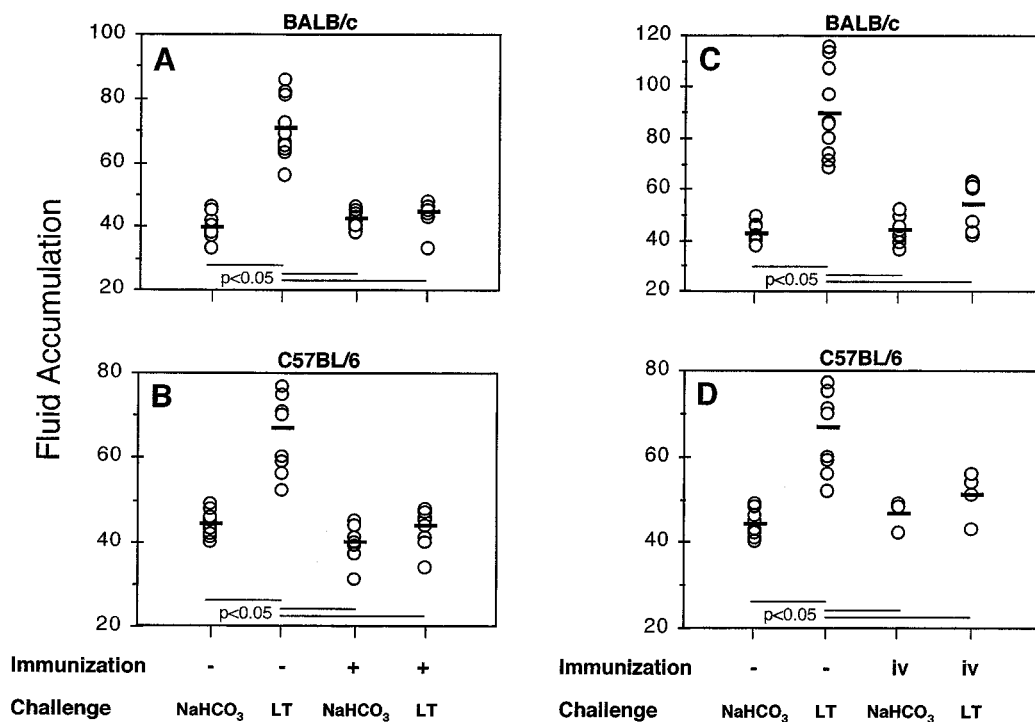 BALB/c
A
100
80
60
40
20
p<0.05
BALB/c
C
120
100
80
60
40
20
p<0.05
Fluid Accumulation
C57BL/6
B
80
60
40
20
p<0.05
C57BL/6
D
80
60
40
20
p<0.05
Immunization - - + +
Challenge NaHCO₃ LT NaHCO₃ LT
Immunization - - iv iv
Challenge NaHCO₃ LT NaHCO₃ LT